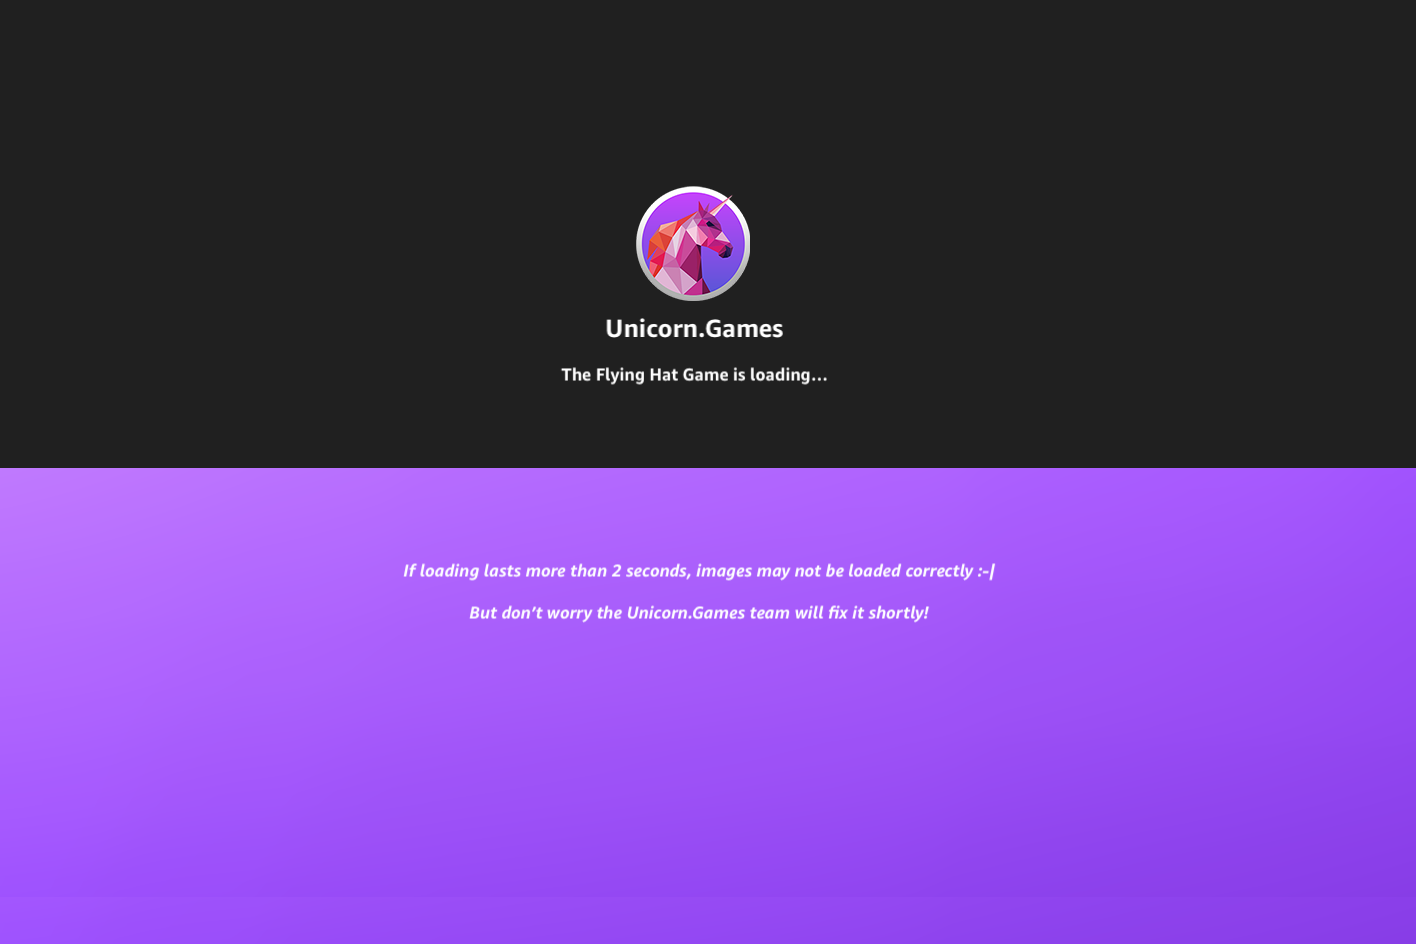 Unicorn.Games
The Flying Hat Game is loading...
If loading lasts more than 2 seconds, images may not be loaded correctly :-|
But don’t worry the Unicorn.Games team will fix it shortly!